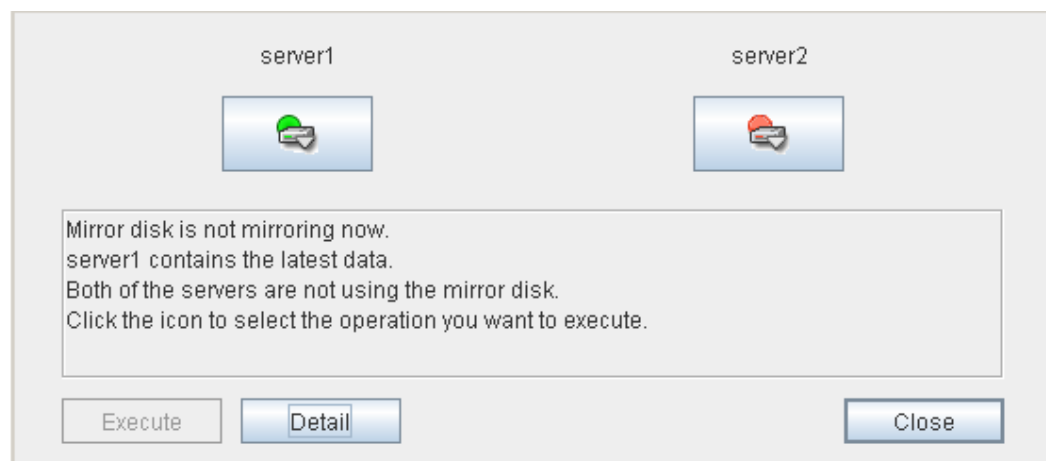 server1 server2
Mirror disk is not mirroring now.
server1 contains the latest data.
Both of the servers are not using the mirror disk.
Click the icon to select the operation you want to execute.
Execute Detail Close